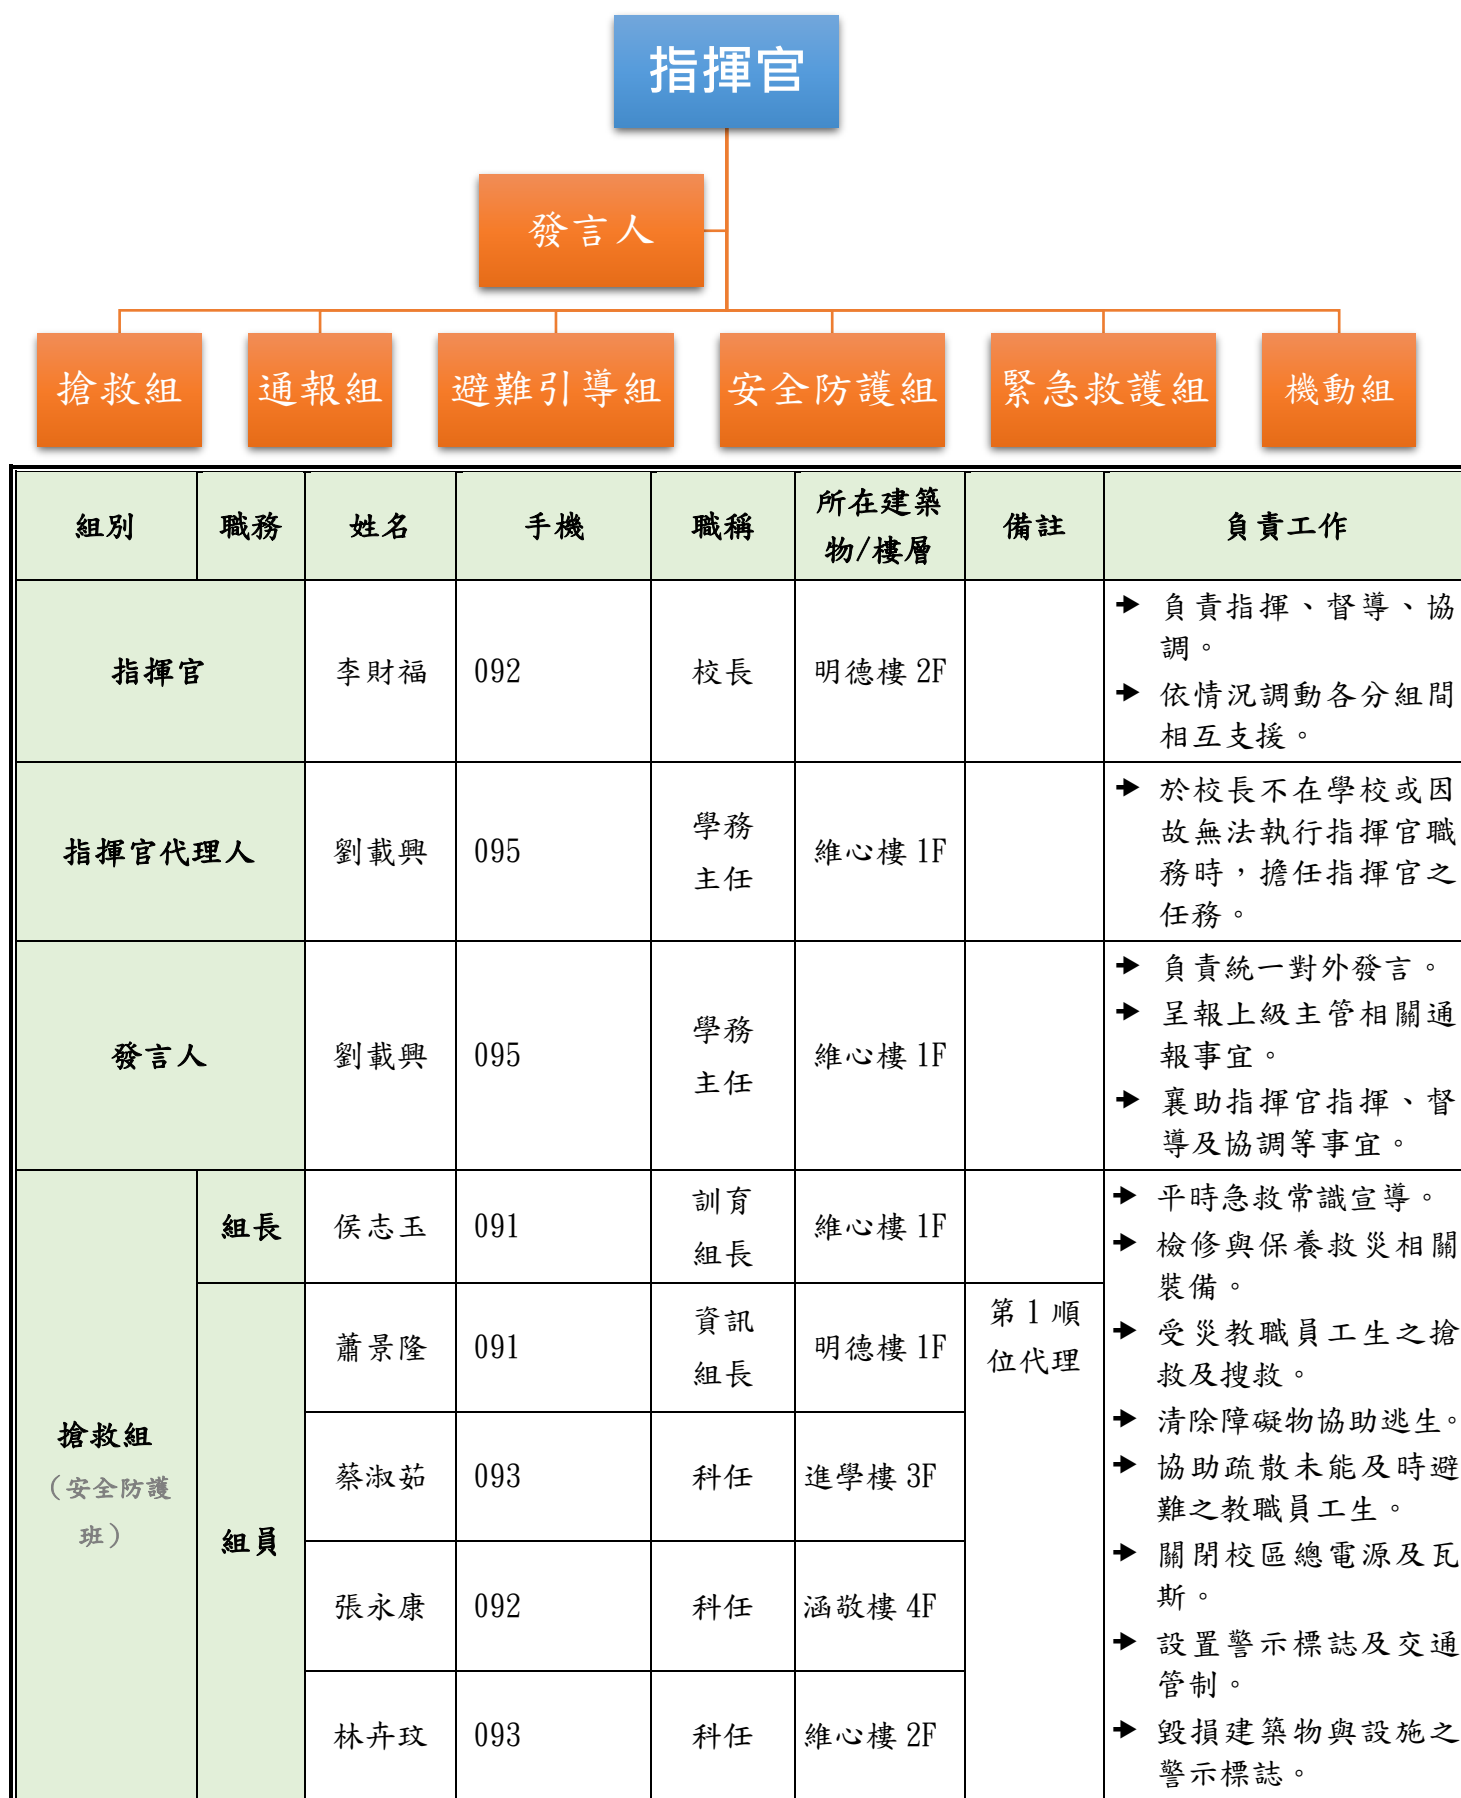 指揮官
發言人
搶救組 通報組 避難引導組 安全防護組 緊急救護組 機動組
組別 職務 姓名 手機 職稱 所在建築 備註 負責工作
物/樓層
指揮官 李財福 092 校長 明德樓 2F
負責指揮、督導、協
調。
依情況調動各分組間
相互支援。
指揮官代理人 劉載興 095 學務
主任
維心樓 1F
於校長不在學校或因
故無法執行指揮官職
務時，擔任指揮官之
任務。
發言人 劉載興 095 學務
主任
維心樓 1F
負責統一對外發言。
呈報上級主管相關通
報事宜。
襄助指揮官指揮、督
導及協調等事宜。
搶救組
（安全防護
班）
組長 侯志玉 091 訓育
組長
維心樓 1F
組員 蕭景隆 091 資訊
組長
明德樓 1F 第 1 順
位代理
蔡淑茹 093 科任 進學樓 3F
張永康 092 科任 涵敬樓 4F
林卉玟 093 科任 維心樓 2F
平時急救常識宣導。
檢修與保養救災相關
裝備。
受災教職員工生之搶
救及搜救。
清除障礙物協助逃生。
協助疏散未能及時避
難之教職員工生。
關閉校區總電源及瓦
斯。
設置警示標誌及交通
管制。
毀損建築物與設施之
警示標誌。